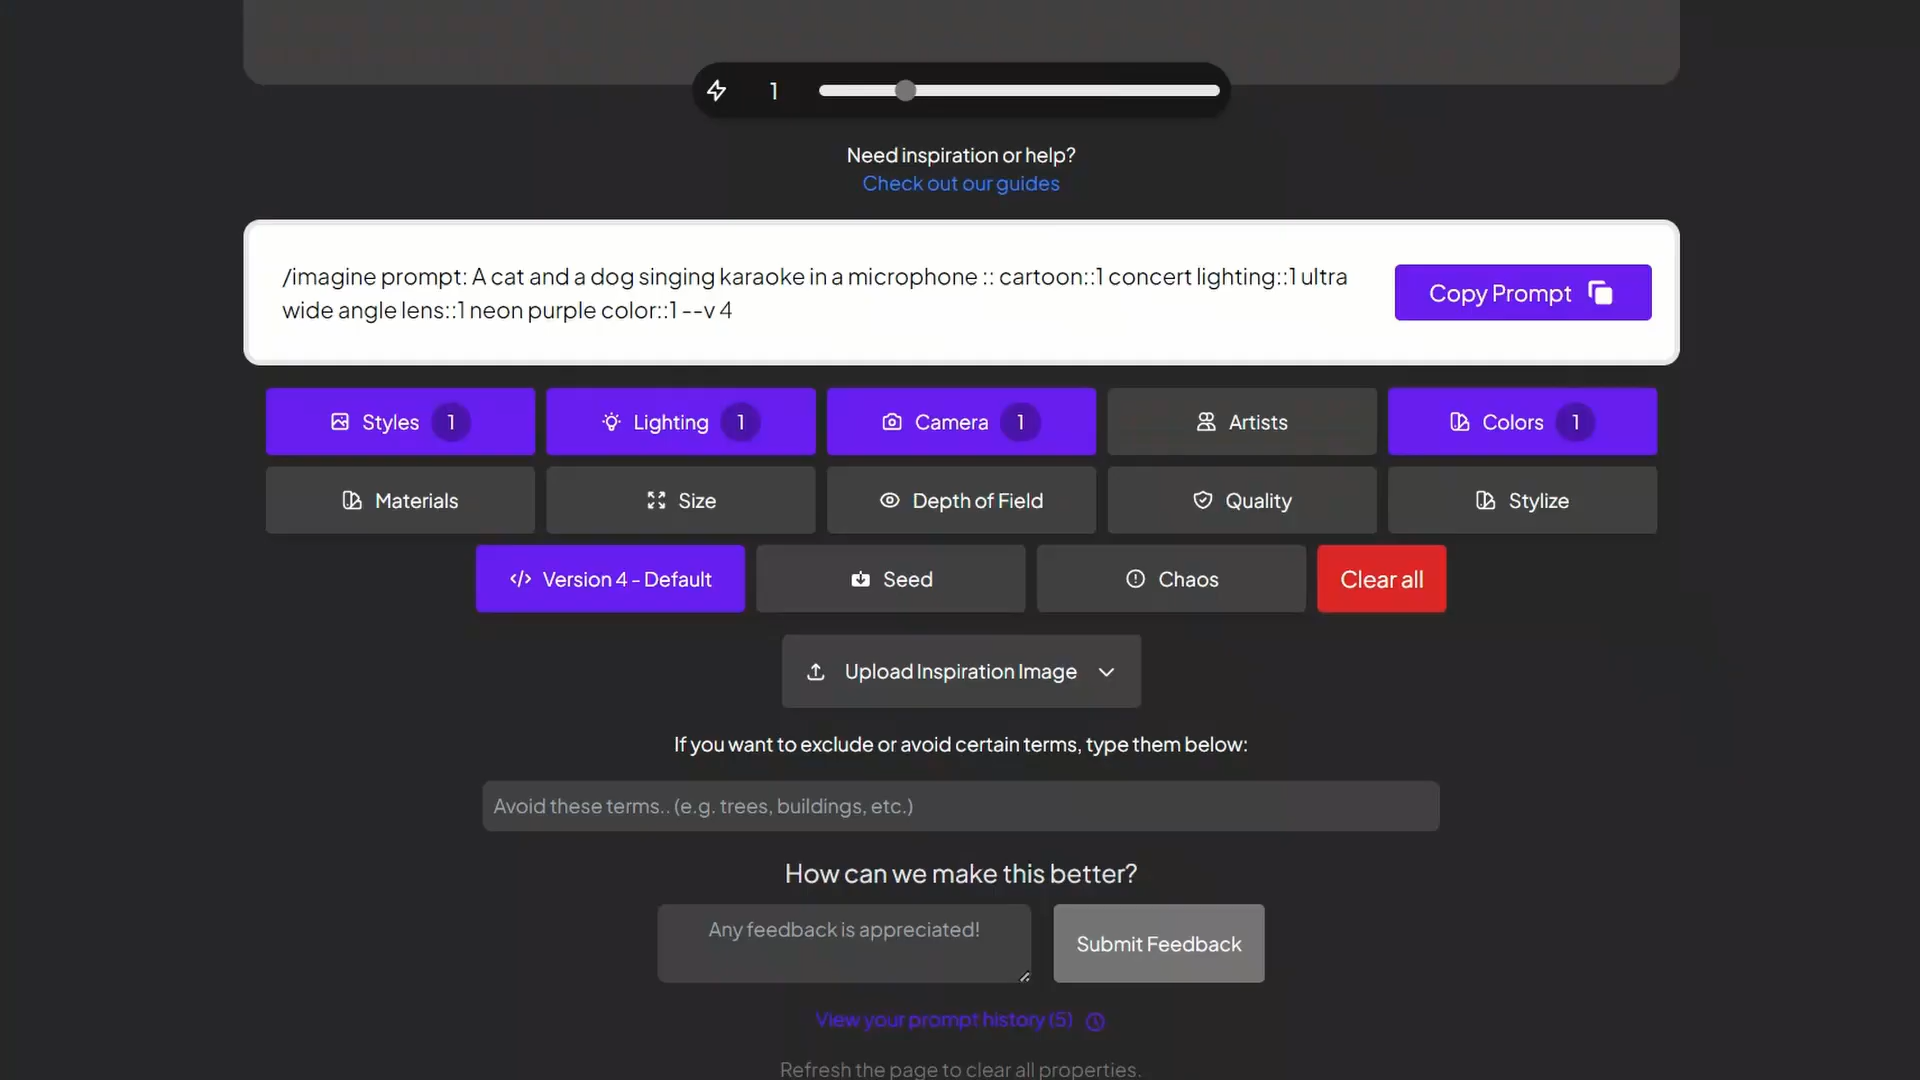 1
Need inspiration or help?
Check out our guides
/imagine prompt: A cat and a dog singing karaoke in a microphone :: cartoon::1 concert lighting::1 ultra
wide angle lens::1 neon purple color::1 --v 4
Copy Prompt
Styles 1
Lighting 1
Camera 1
Artists
Colors 1
Materials
Size
Depth of Field
Quality
Stylize
</> Version 4 - Default
Seed
Chaos
Clear all
Upload Inspiration Image
If you want to exclude or avoid certain terms, type them below:
Avoid these terms.. (e.g. trees, buildings, etc.)
How can we make this better?
Any feedback is appreciated!
Submit Feedback
View your prompt history (5)
Refresh the page to clear all properties.